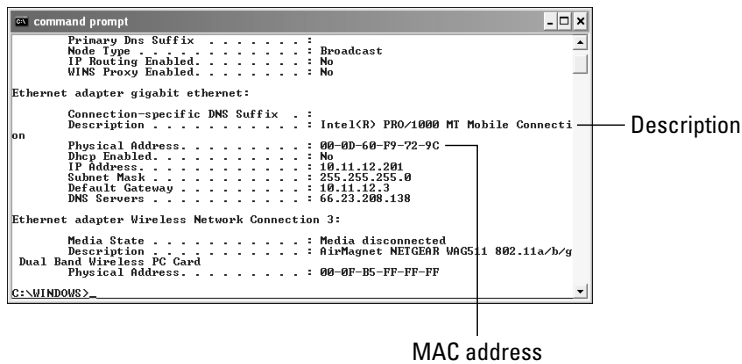 command prompt
Primary Dns Suffix . . . . . . . :
Node Type . . . . . . . . . . . . : Broadcast
IP Routing Enabled. . . . . . . . : No
WINS Proxy Enabled. . . . . . . . : No
Ethernet adapter gigabit ethernet:
Connection-specific DNS Suffix . :
Description . . . . . . . . . . . : Intel(R) PRO/1000 MT Mobile Connecti
on
Physical Address. . . . . . . . . : 00-0D-60-F9-72-9C
Dhcp Enabled. . . . . . . . . . . : No
IP Address. . . . . . . . . . . . : 10.11.12.201
Subnet Mask . . . . . . . . . . . : 255.255.255.0
Default Gateway . . . . . . . . . : 10.11.12.3
DNS Servers . . . . . . . . . . . : 66.23.208.138
Ethernet adapter Wireless Network Connection 3:
Media State . . . . . . . . . . . : Media disconnected
Description . . . . . . . . . . . : AirMagnet NETGEAR WAG511 802.11a/b/g
Dual Band Wireless PC Card
Physical Address. . . . . . . . . : 00-0F-B5-FF-FF-FF
C:\WINDOWS>_
Description
MAC address